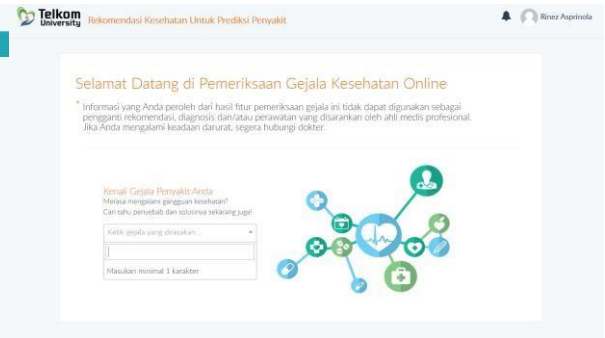 Telkom
University
Rekomendasi Kesehatan Untuk Prediksi Penyakit
Rinez Asprinola
Selamat Datang di Pemeriksaan Gejala Kesehatan Online
* Informasi yang Anda peroleh dari hasil fitur pemeriksaan gejala ini tidak dapat digunakan sebagai
pengganti rekomendasi, diagnosis dan/atau perawatan yang disarankan oleh ahli medis profesional.
Jika Anda mengalami keadaan darurat, segera hubungi dokter.
Kenali Gejala Penyakit Anda
Merasa mengalami gangguan kesehatan?
Cari tahu penyebab dan solusinya sekarang juga!
Ketik gejala yang dirasakan ...
Masukan minimal 1 karakter